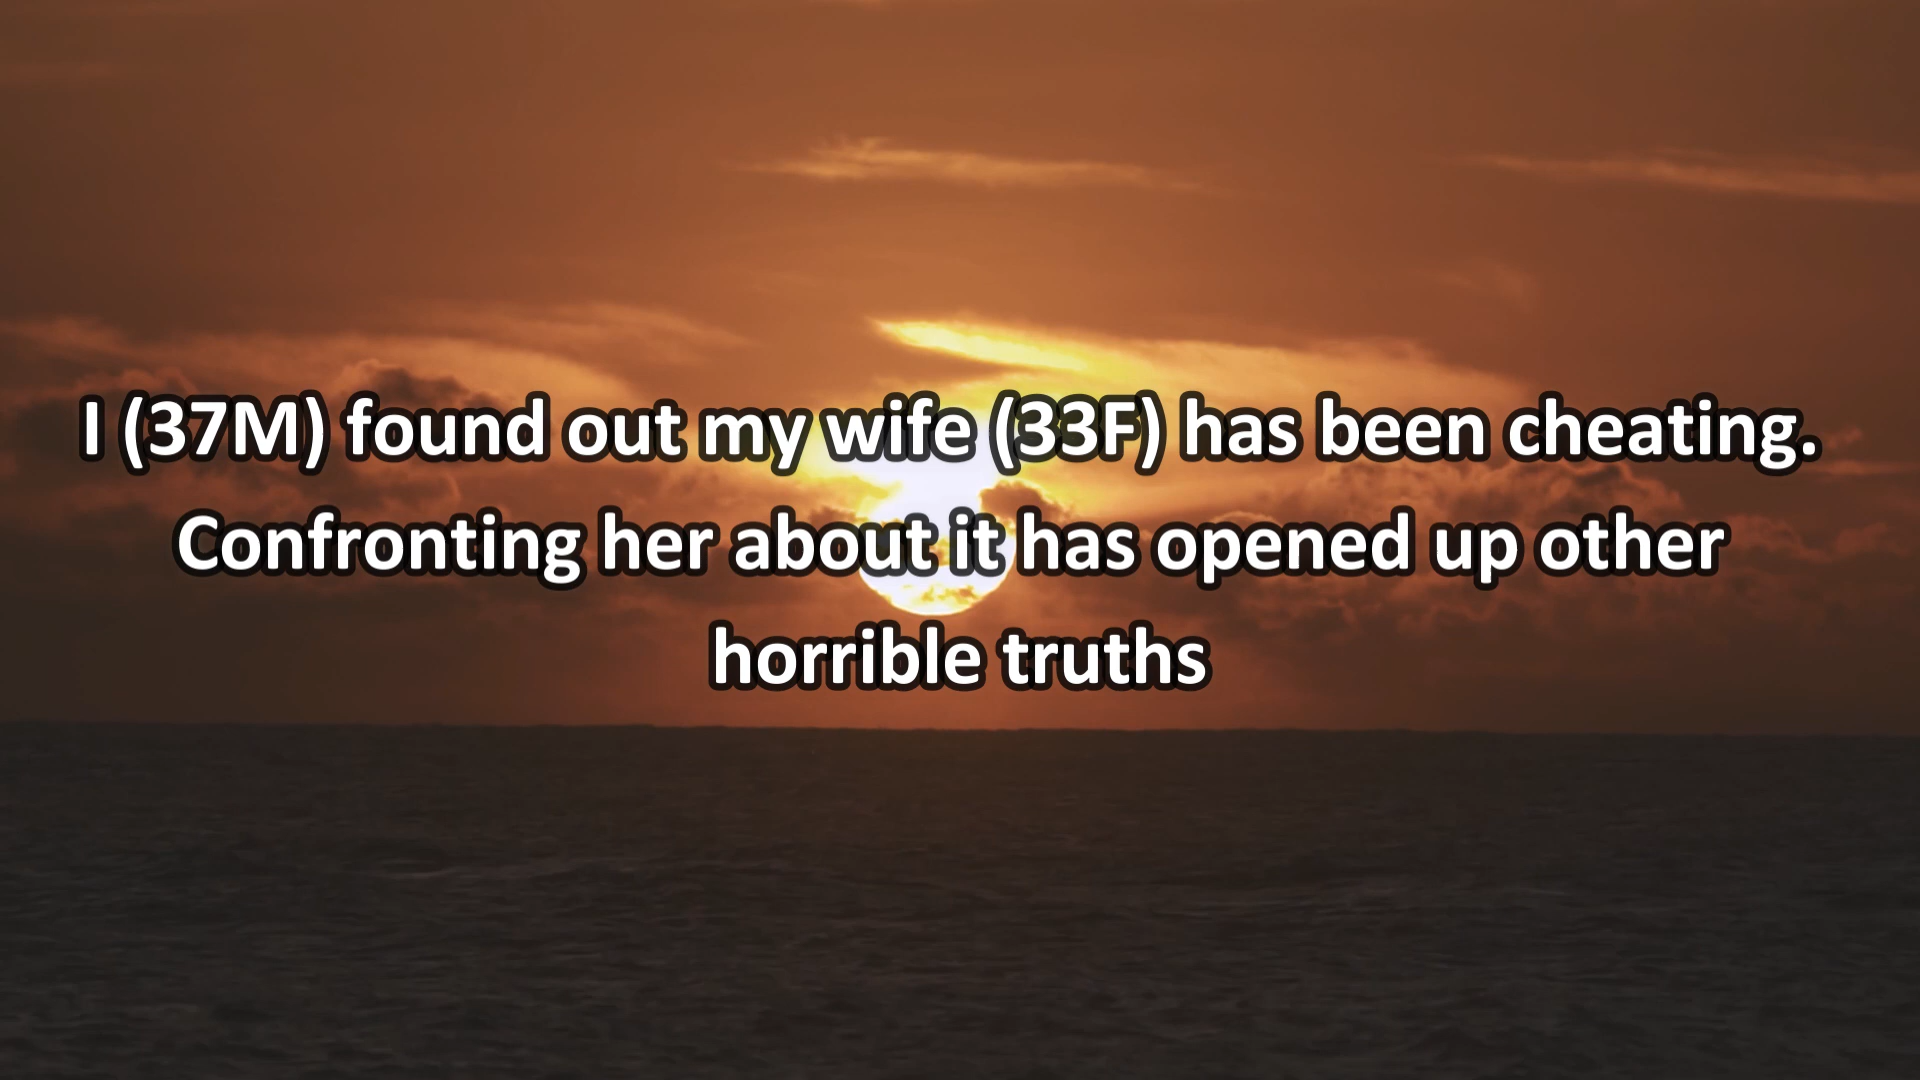 I (37M) found out my wife (33F) has been cheating.
Confronting her about it has opened up other
horrible truths